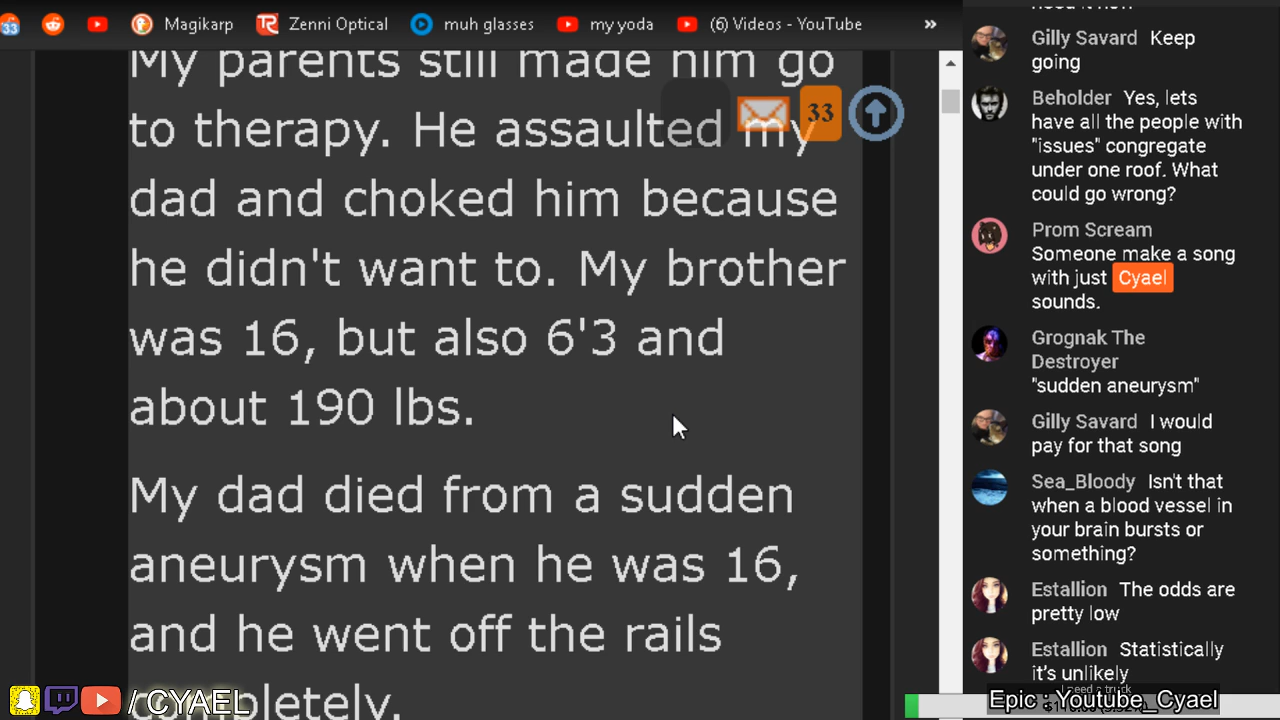 33
Magikarp
Zenni Optical
muh glasses
my yoda
(6) Videos - YouTube
»
My parents still made him go
to therapy. He assaulted my
33
dad and choked him because
he didn't want to. My brother
was 16, but also 6'3 and
about 190 lbs.
My dad died from a sudden
aneurysm when he was 16,
and he went off the rails
completely.
/CYAEL
need it now
Gilly Savard Keep
going
Beholder Yes, lets
have all the people with
"issues" congregate
under one roof. What
could go wrong?
Prom Scream
Someone make a song
with just Cyael
sounds.
Grognak The
Destroyer
"sudden aneurysm"
Gilly Savard I would
pay for that song
Sea_Bloody Isn't that
when a blood vessel in
your brain bursts or
something?
Estallion The odds are
pretty low
Estallion Statistically
it's unlikely
I need a truck
Epic : Youtube_Cyael